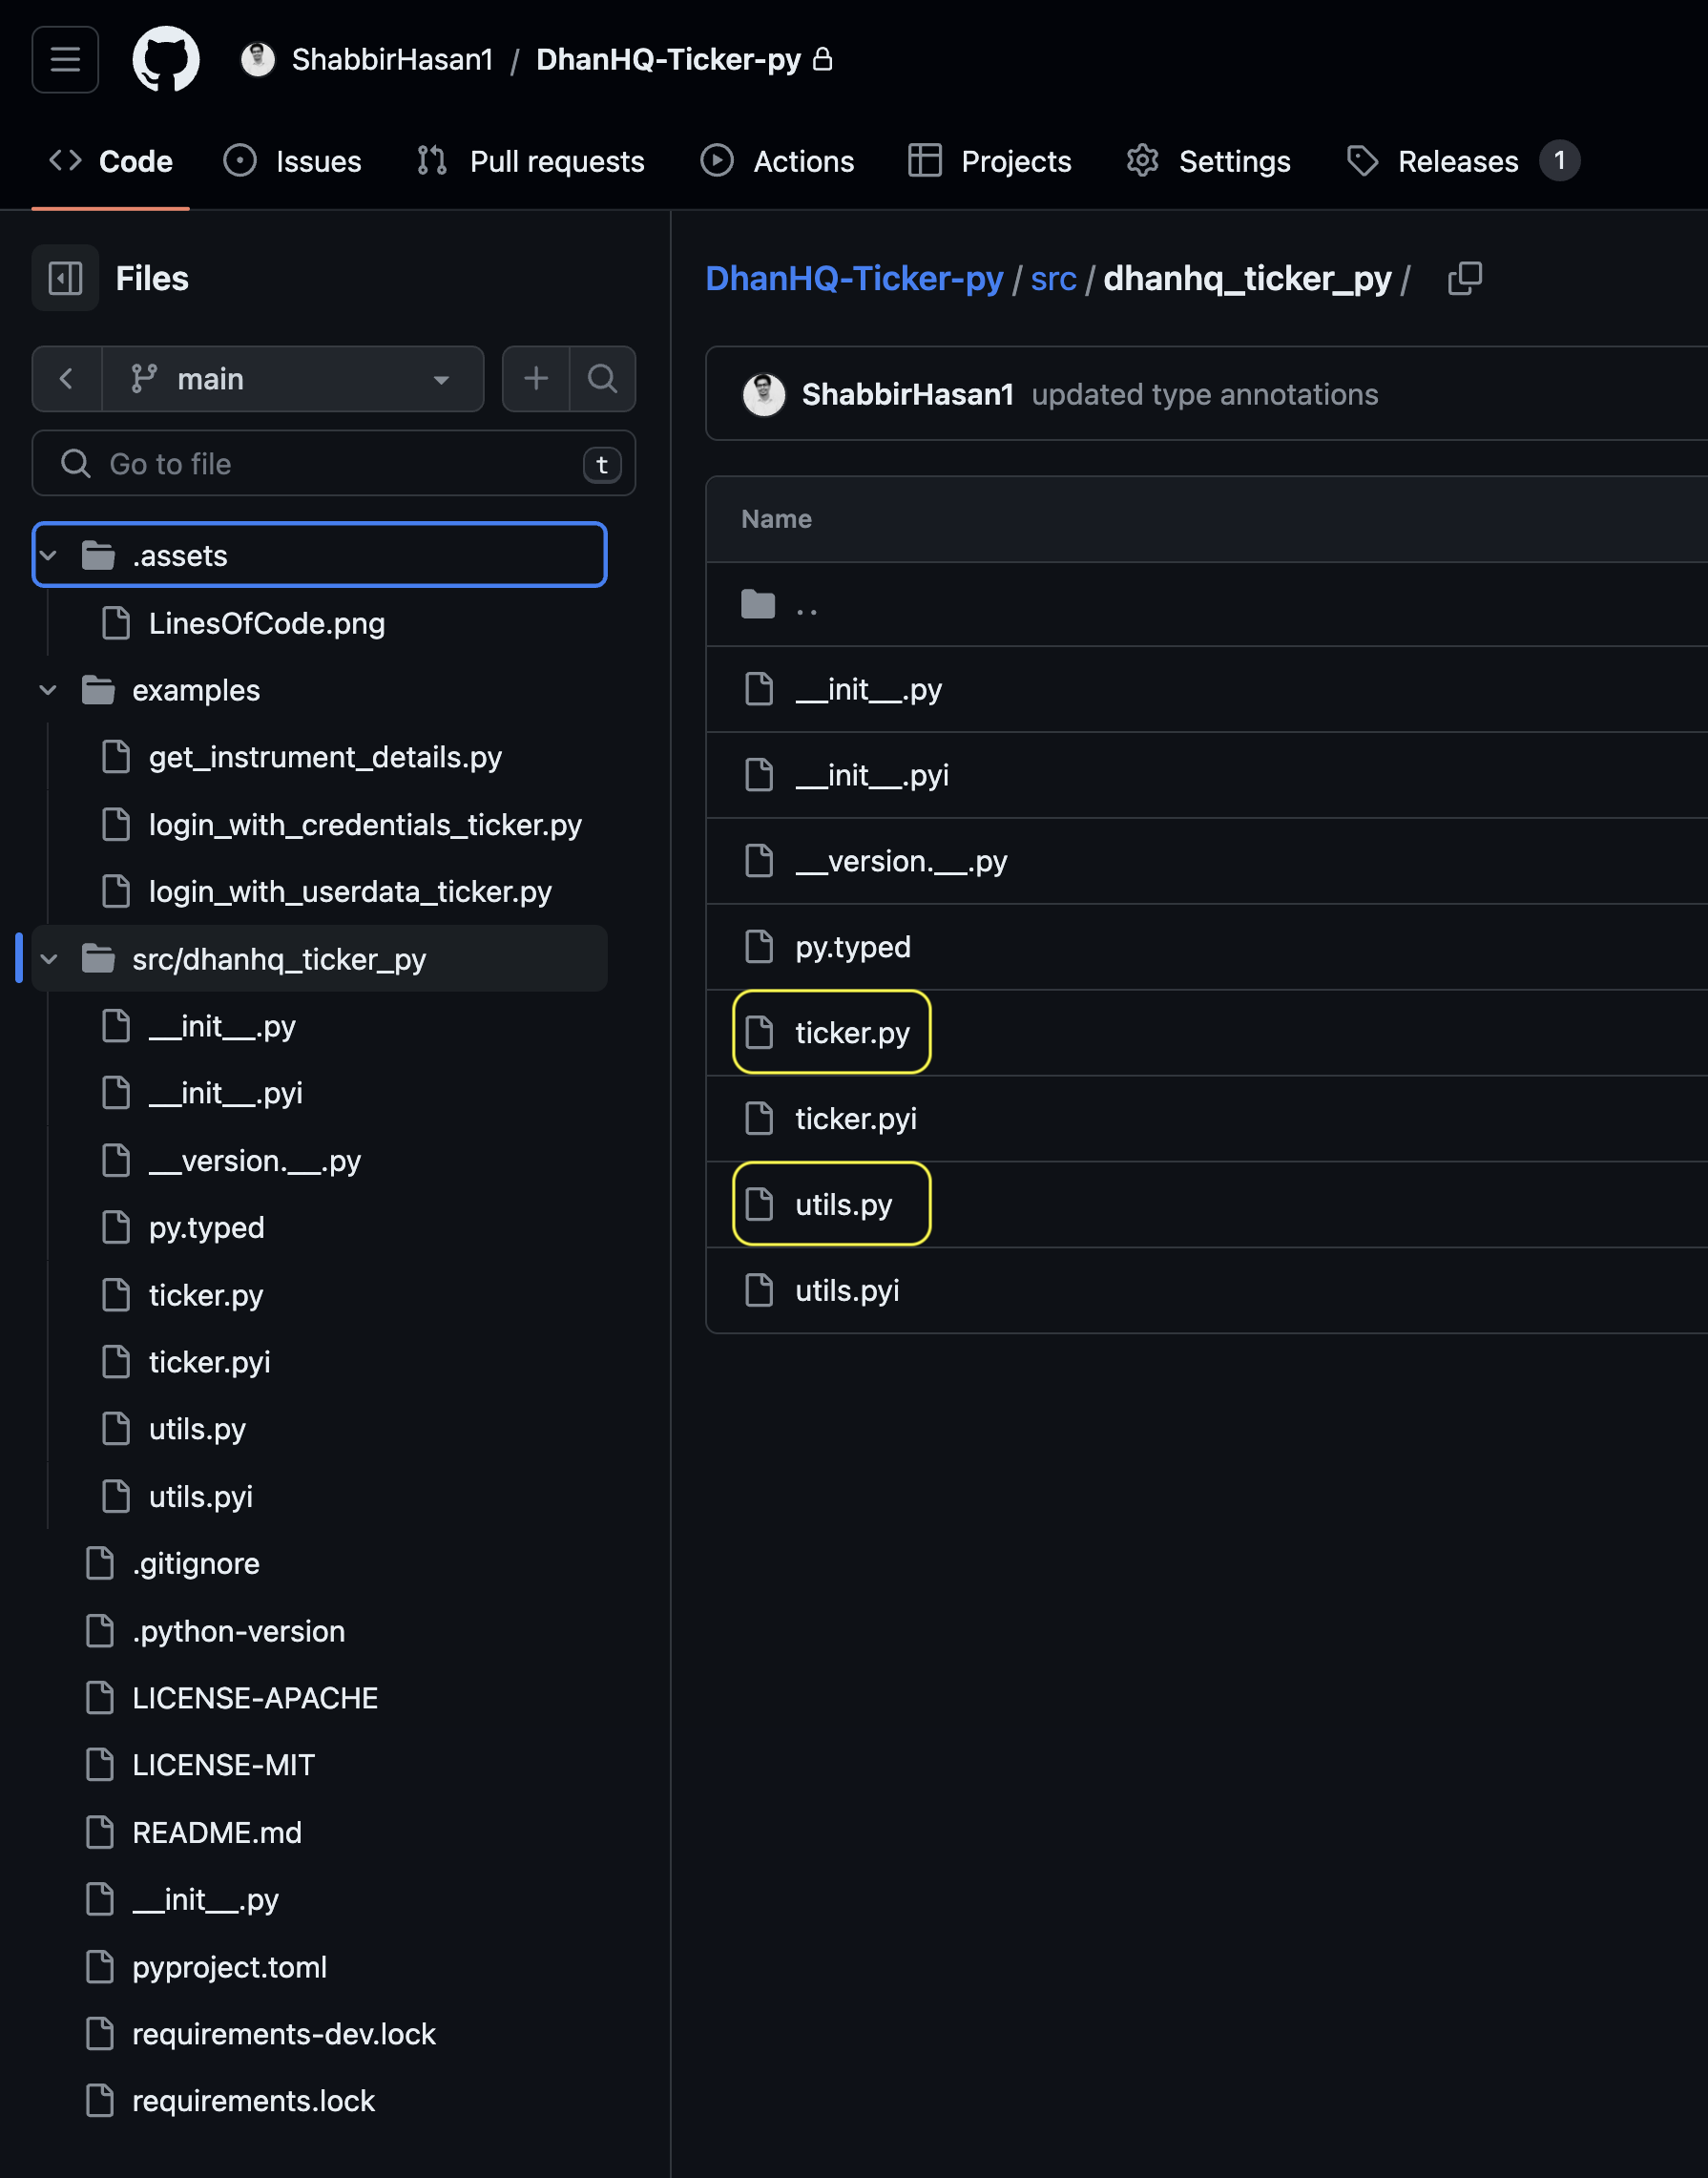 ShabbirHasan1 / DhanHQ-Ticker-py
Code Issues Pull requests Actions Projects Settings Releases 1
Files
main
Go to file t
.assets
LinesOfCode.png
examples
get_instrument_details.py
login_with_credentials_ticker.py
login_with_userdata_ticker.py
src/dhanhq_ticker_py
__init__.py
__init__.pyi
__version.__.py
py.typed
ticker.py
ticker.pyi
utils.py
utils.pyi
.gitignore
.python-version
LICENSE-APACHE
LICENSE-MIT
README.md
__init__.py
pyproject.toml
requirements-dev.lock
requirements.lock
DhanHQ-Ticker-py / src / dhanhq_ticker_py /
ShabbirHasan1 updated type annotations
Name
..
__init__.py
__init__.pyi
__version.__.py
py.typed
ticker.py
ticker.pyi
utils.py
utils.pyi